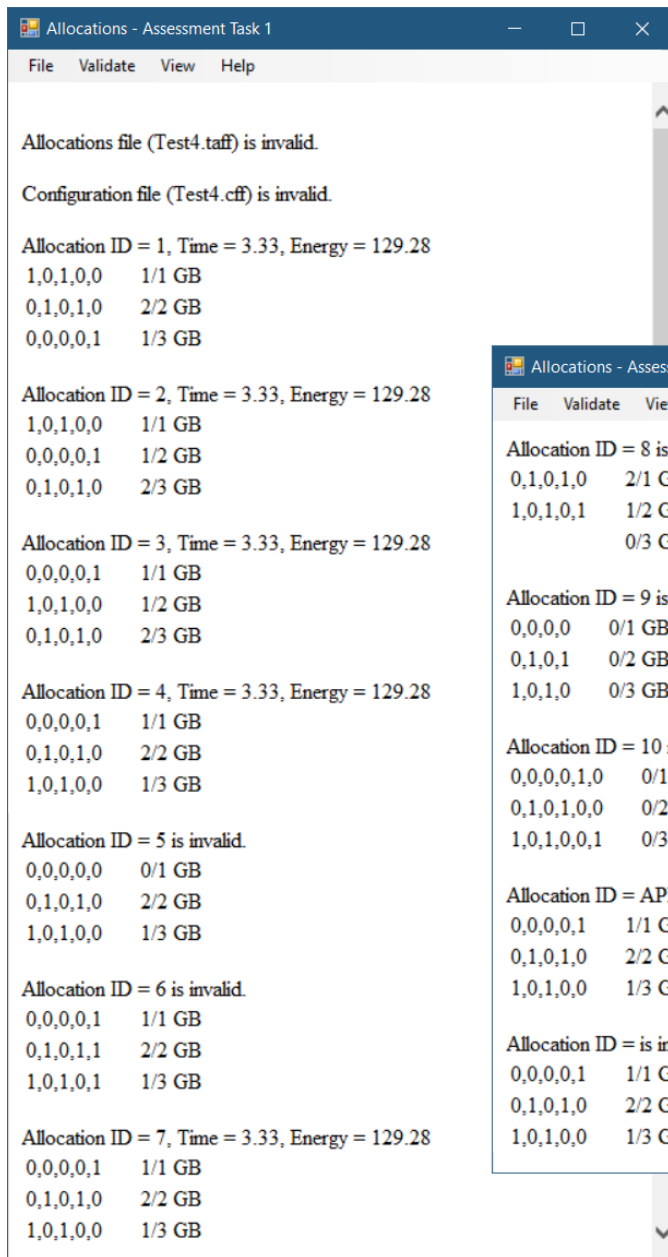 Allocations - Assessment Task 1
File Validate View Help
Allocations file (Test4.taff) is invalid.
Configuration file (Test4.cff) is invalid.
Allocation ID = 1, Time = 3.33, Energy = 129.28
1,0,1,0,0 1/1 GB
0,1,0,1,0 2/2 GB
0,0,0,0,1 1/3 GB
Allocation ID = 2, Time = 3.33, Energy = 129.28
1,0,1,0,0 1/1 GB
0,0,0,0,1 1/2 GB
0,1,0,1,0 2/3 GB
Allocation ID = 3, Time = 3.33, Energy = 129.28
0,0,0,0,1 1/1 GB
1,0,1,0,0 1/2 GB
0,1,0,1,0 2/3 GB
Allocation ID = 4, Time = 3.33, Energy = 129.28
0,0,0,0,1 1/1 GB
0,1,0,1,0 2/2 GB
1,0,1,0,0 1/3 GB
Allocation ID = 5 is invalid.
0,0,0,0,0 0/1 GB
0,1,0,1,0 2/2 GB
1,0,1,0,0 1/3 GB
Allocation ID = 6 is invalid.
0,0,0,0,1 1/1 GB
0,1,0,1,1 2/2 GB
1,0,1,0,1 1/3 GB
Allocation ID = 7, Time = 3.33, Energy = 129.28
0,0,0,0,1 1/1 GB
0,1,0,1,0 2/2 GB
1,0,1,0,0 1/3 GB
Allocations - Assess
File Validate Vie
Allocation ID = 8 is
0,1,0,1,0 2/1 G
1,0,1,0,1 1/2 G
0/3 G
Allocation ID = 9 is
0,0,0,0 0/1 GB
0,1,0,1 0/2 GB
1,0,1,0 0/3 GB
Allocation ID = 10
0,0,0,0,1,0 0/1
0,1,0,1,0,0 0/2
1,0,1,0,0,1 0/3
Allocation ID = AP
0,0,0,0,1 1/1 G
0,1,0,1,0 2/2 G
1,0,1,0,0 1/3 G
Allocation ID = is in
0,0,0,0,1 1/1 G
0,1,0,1,0 2/2 G
1,0,1,0,0 1/3 G